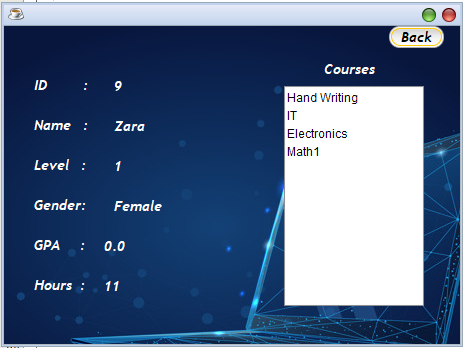 Back
Courses
ID : 9
Name : Zara
Level : 1
Gender: Female
GPA : 0.0
Hours : 11
Hand Writing
IT
Electronics
Math1